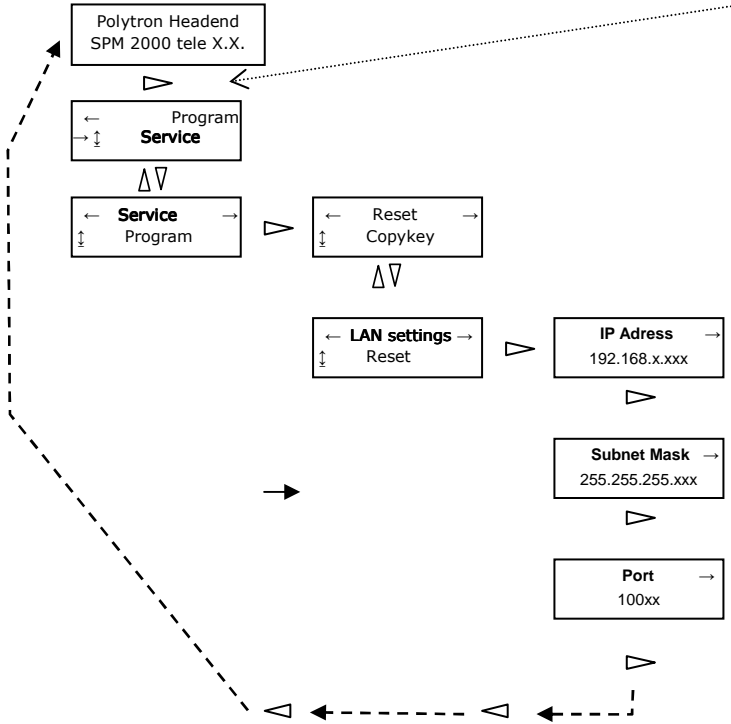 Polytron Headend
SPM 2000 tele X.X.
← Program
→ ↨ Service
← Service →
↨ Program
← Reset →
↨ Copykey
← LAN settings →
↨ Reset
IP Adress →
192.168.x.xxx
Subnet Mask →
255.255.255.xxx
Port →
100xx